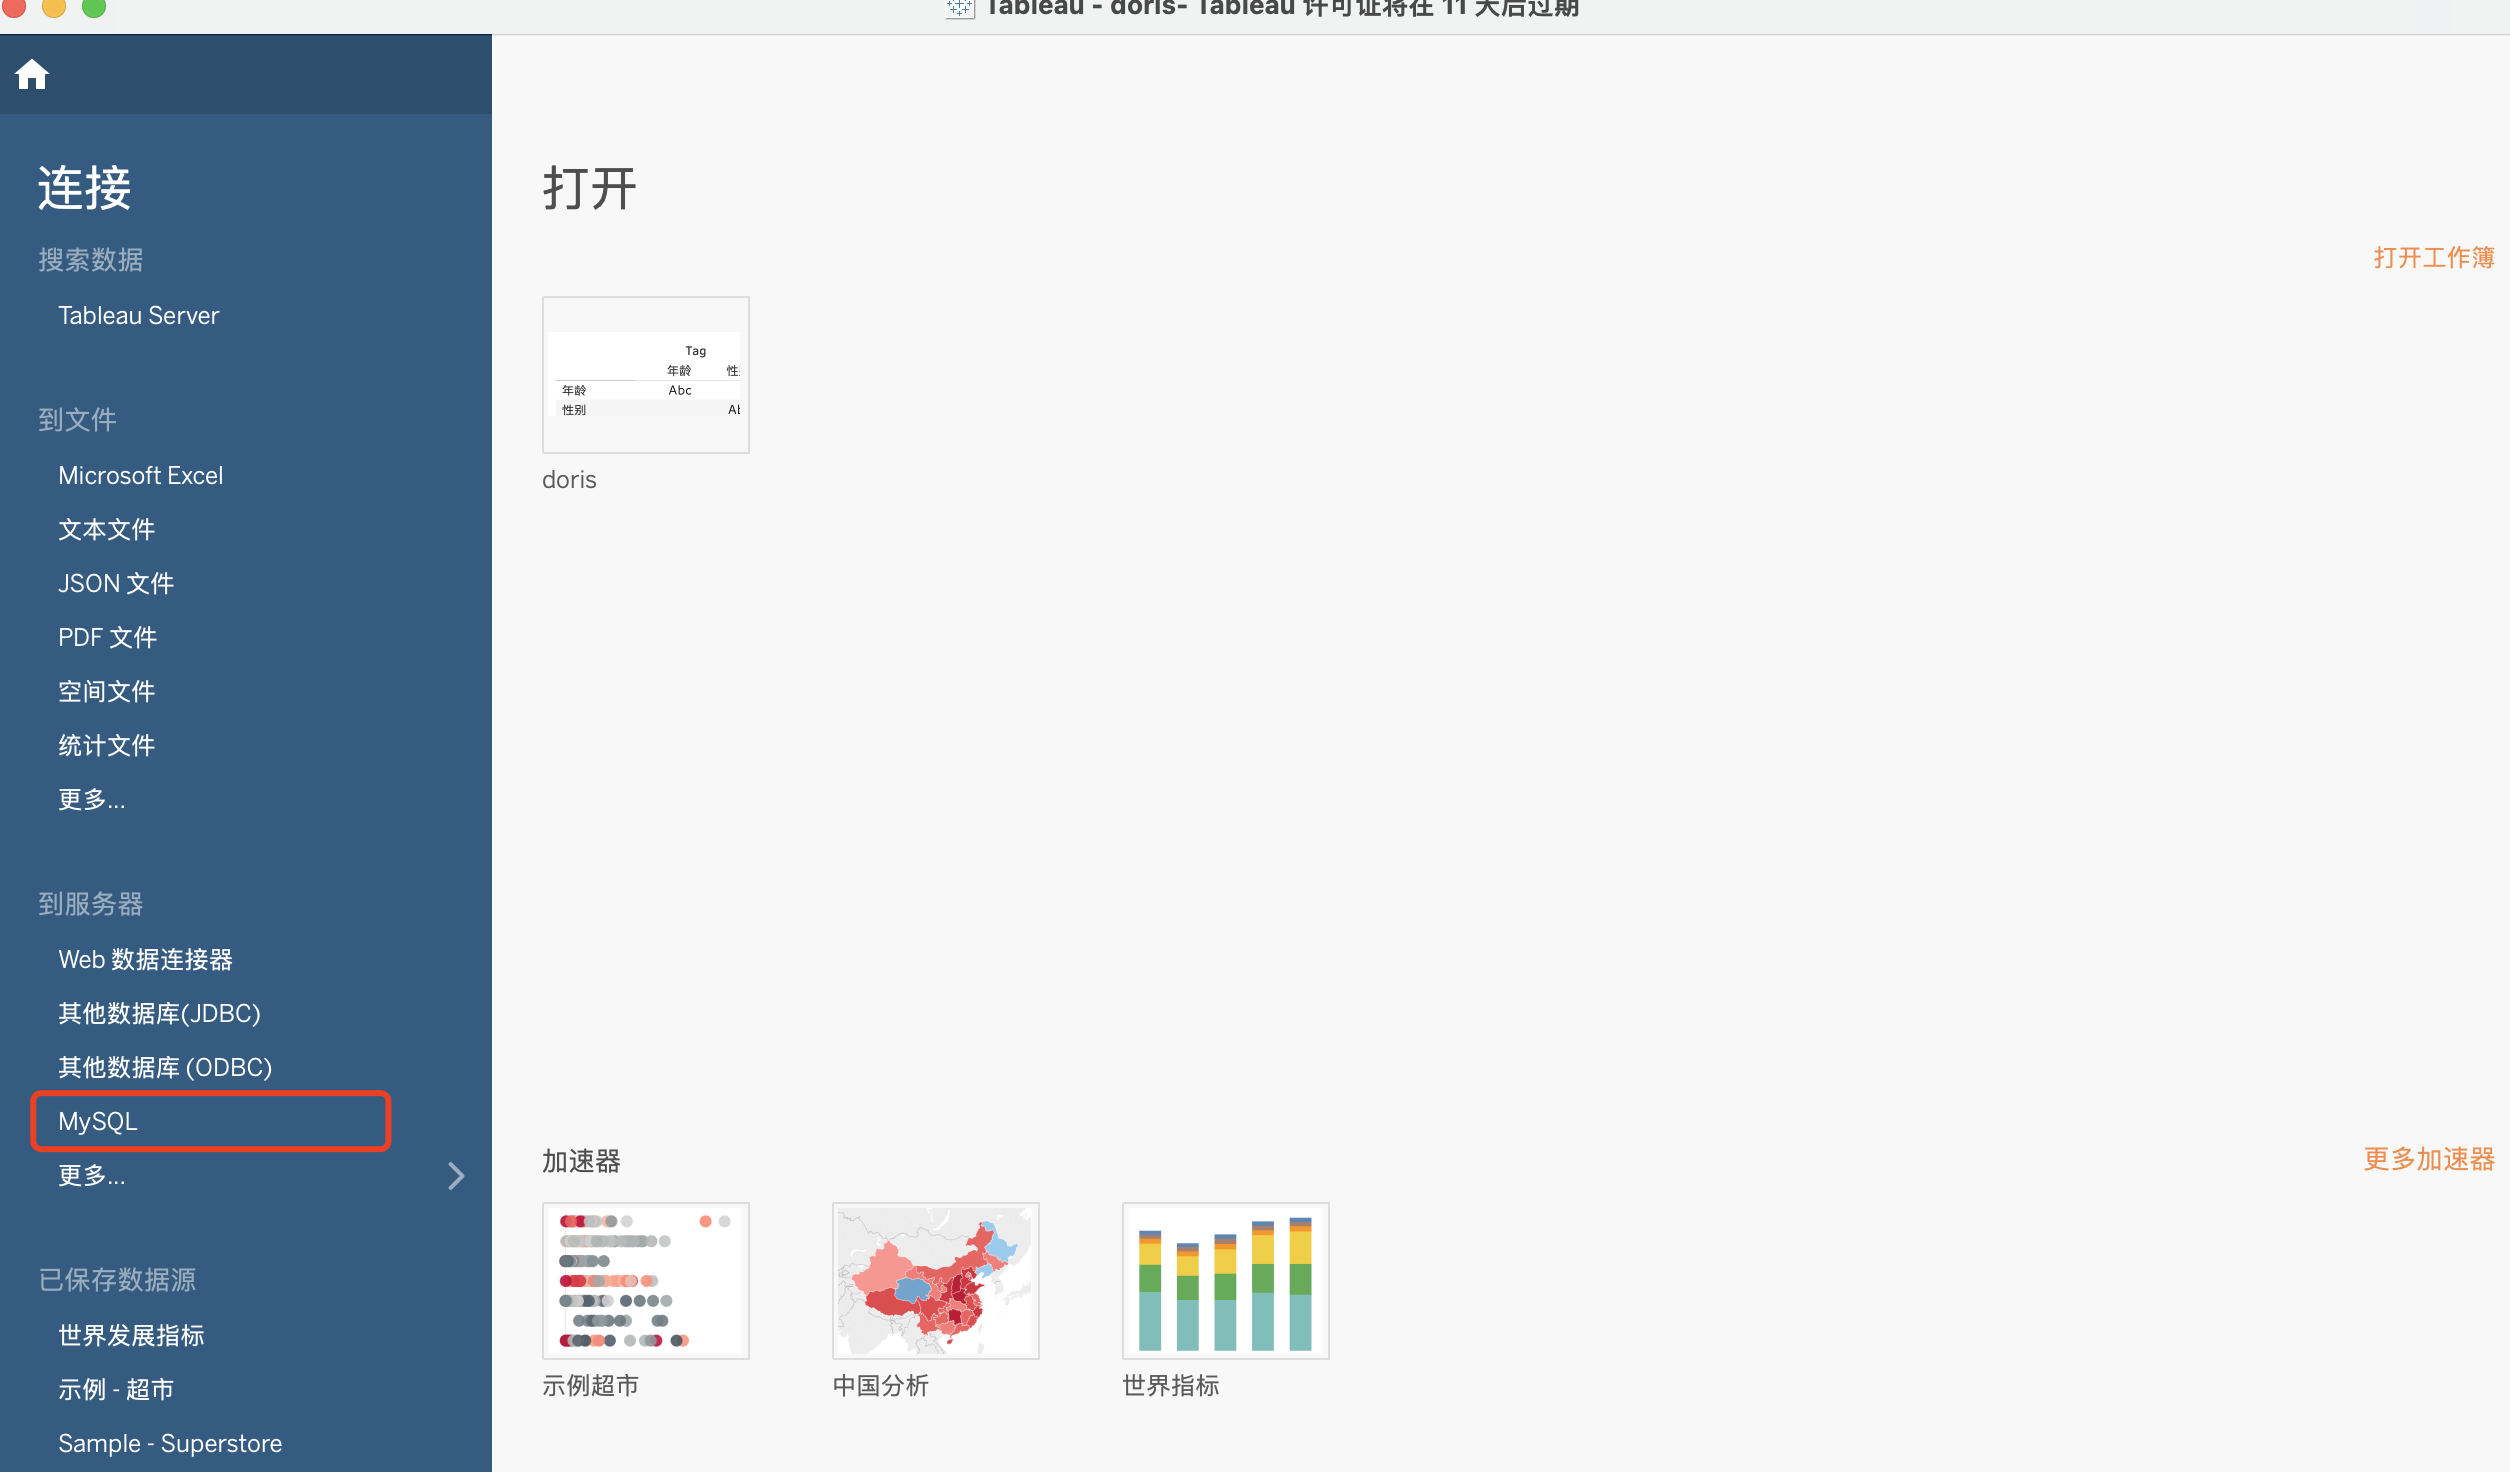 Tableau - doris- Tableau 许可证将在 11 天后过期
连接
搜索数据
Tableau Server
到文件
Microsoft Excel
文本文件
JSON 文件
PDF 文件
空间文件
统计文件
更多...
到服务器
Web 数据连接器
其他数据库(JDBC)
其他数据库 (ODBC)
MySQL
更多...
已保存数据源
世界发展指标
示例 - 超市
Sample - Superstore
打开
打开工作簿
Tag
年龄 性
年龄 Abc
性别
doris
加速器
更多加速器
示例超市
中国分析
世界指标